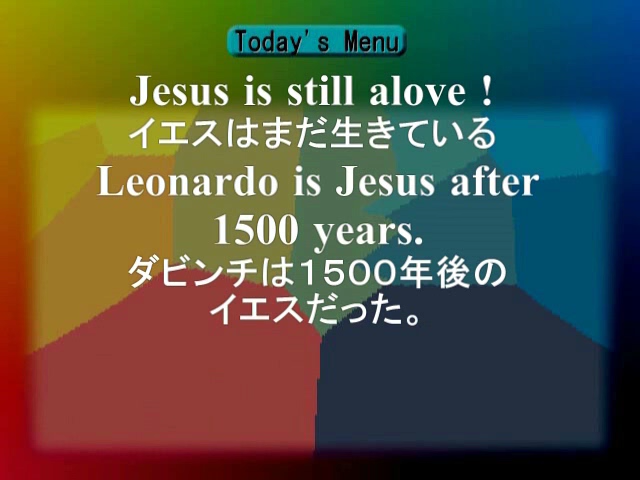 Today's Menu
Jesus is still alove !
イエスはまだ生きている
Leonardo is Jesus after
1500 years.
ダビンチは１５００年後の
イエスだった。